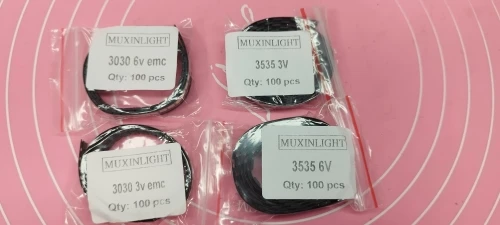 MUXINLIGHT
3030 6v emc
Qty: 100 pcs
MUXINLIGHT
3535 3V
Qty: 100 pcs
MUXINLIGHT
3030 3v emc
Qty: 100 pcs
MUXINLIGHT
3535 6V
Qty: 100 pcs